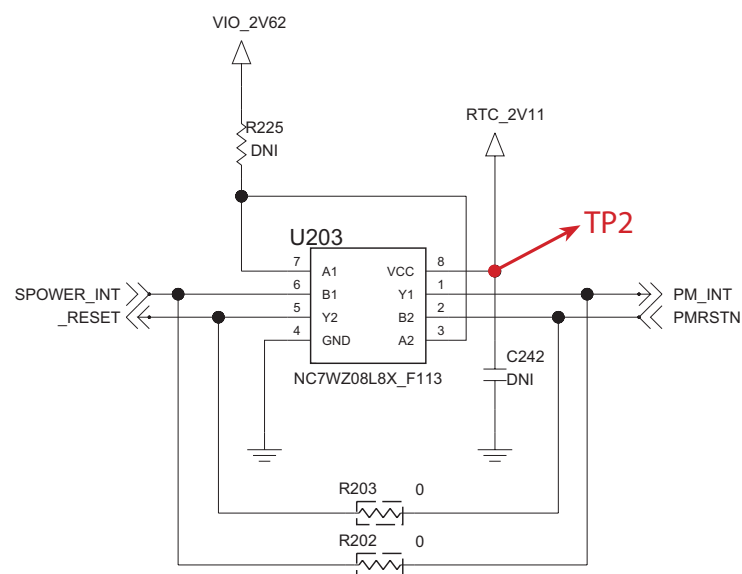 VIO_2V62
R225
DNI
RTC_2V11
TP2
U203
7 A1 VCC 8
SPOWER_INT 6 B1 Y1 1 PM_INT
_RESET 5 Y2 B2 2 PMRSTN
4 GND A2 3
NC7WZ08L8X_F113
C242
DNI
R203 0
R202 0